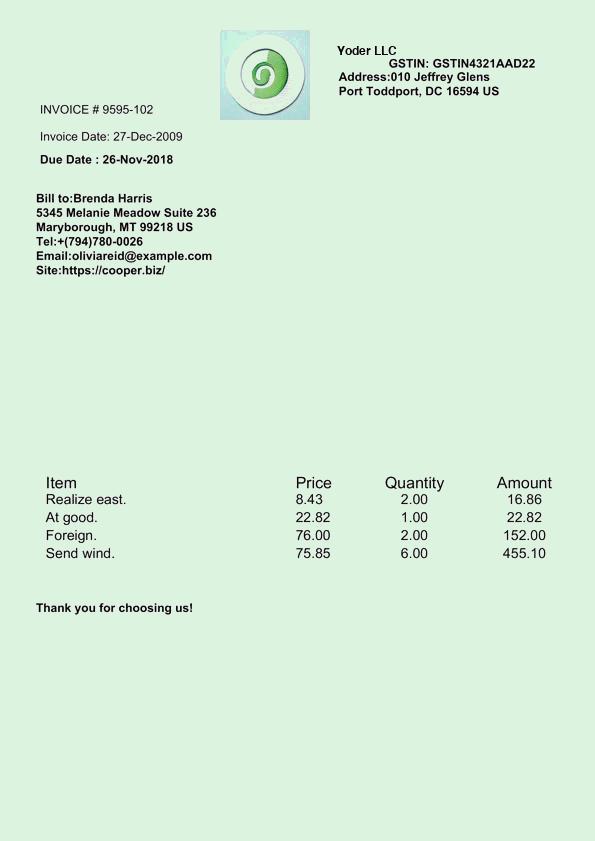 Yoder LLC
GSTIN: GSTIN4321AAD22
Address:010 Jeffrey Glens
Port Toddport, DC 16594 US
INVOICE # 9595-102
Invoice Date: 27-Dec-2009
Due Date : 26-Nov-2018
Bill to:Brenda Harris
5345 Melanie Meadow Suite 236
Maryborough, MT 99218 US
Tel:+(794)780-0026
Email:oliviareid@example.com
Site:https://cooper.biz/
Item Price Quantity Amount
Realize east. 8.43 2.00 16.86
At good. 22.82 1.00 22.82
Foreign. 76.00 2.00 152.00
Send wind. 75.85 6.00 455.10
Thank you for choosing us!